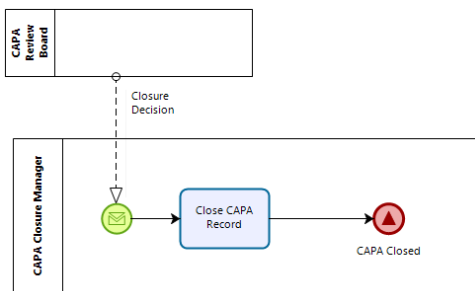 CAPA
Review
Board
Closure
Decision
CAPA Closure Manager
Close CAPA
Record
CAPA Closed